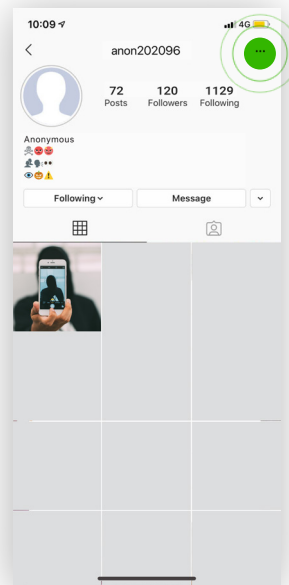 10:09
4G
anon202096
72 120 1129
Posts Followers Following
Anonymous
Following
Message